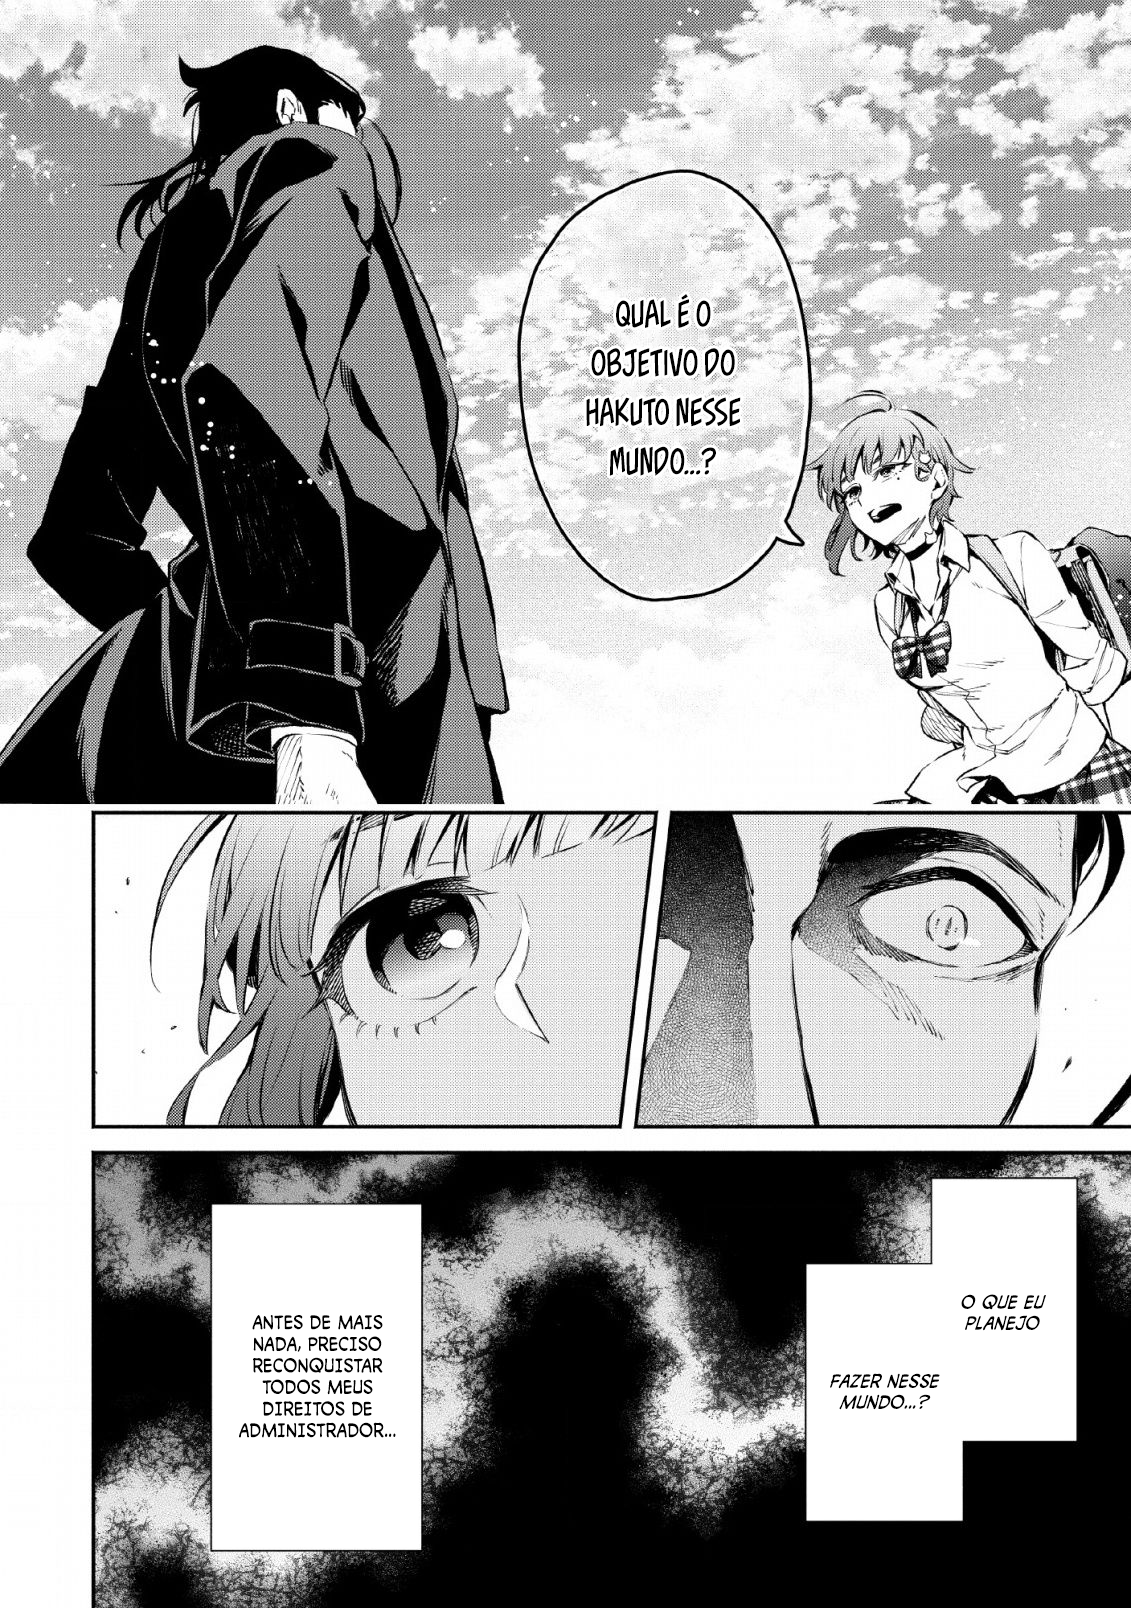 QUAL É O
OBJETIVO DO
HAKUTO NESSE
MUNDO...?
O QUE EU
PLANEJO
FAZER NESSE
MUNDO...?
ANTES DE MAIS
NADA, PRECISO
RECONQUISTAR
TODOS MEUS
DIREITOS DE
ADMINISTRADOR...